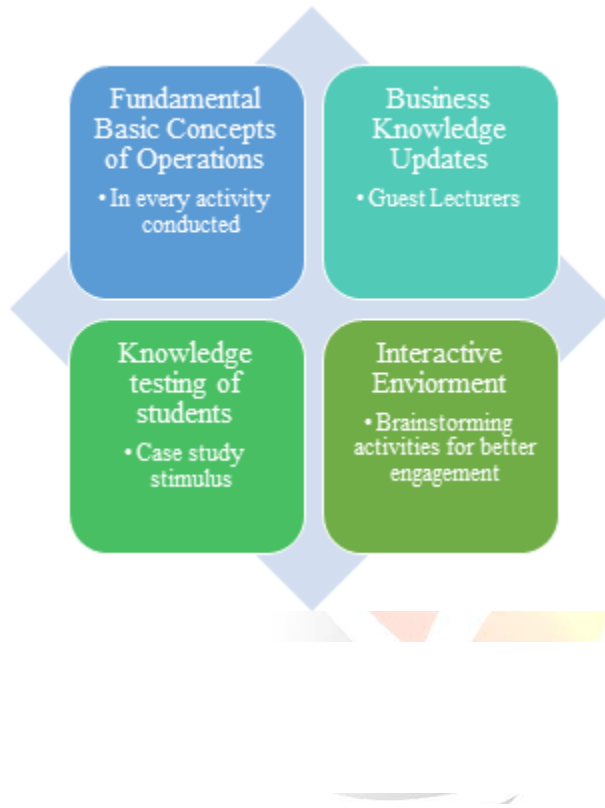 Fundamental
Basic Concepts
of Operations
• In every activity
conducted
Business
Knowledge
Updates
• Guest Lecturers
Knowledge
testing of
students
• Case study
stimulus
Interactive
Enviorment
• Brainstorming
activities for better
engagement